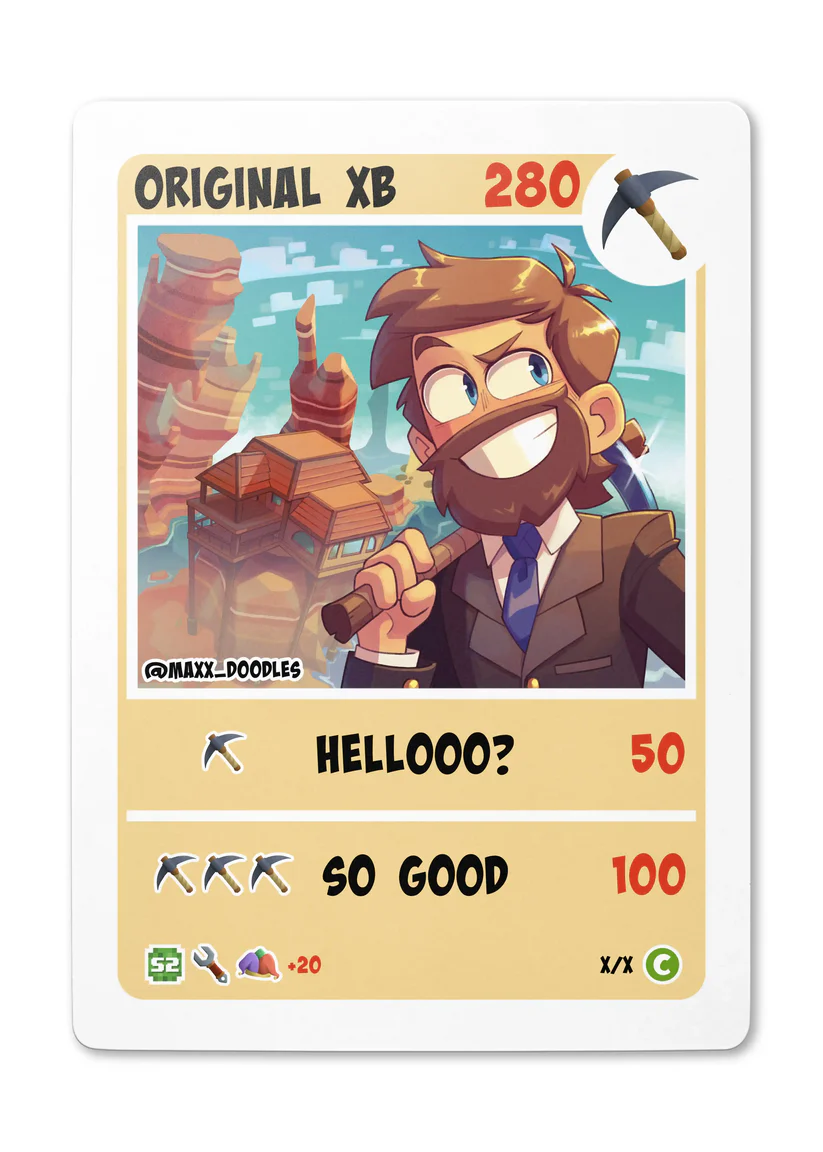 ORIGINAL XB 280
@MAXX_DOODLES
HELLOOO? 50
SO GOOD 100
S2 +20 X/X C